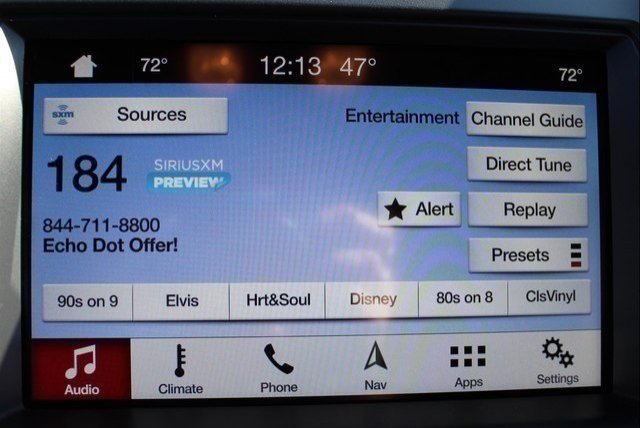 72° 12:13 47° 72°
sxm Sources Entertainment Channel Guide
184 SIRIUSXM PREVIEW Direct Tune
Alert Replay
844-711-8800
Echo Dot Offer! Presets
90s on 9 Elvis Hrt&Soul Disney 80s on 8 ClsVinyl
Audio Climate Phone Nav Apps Settings